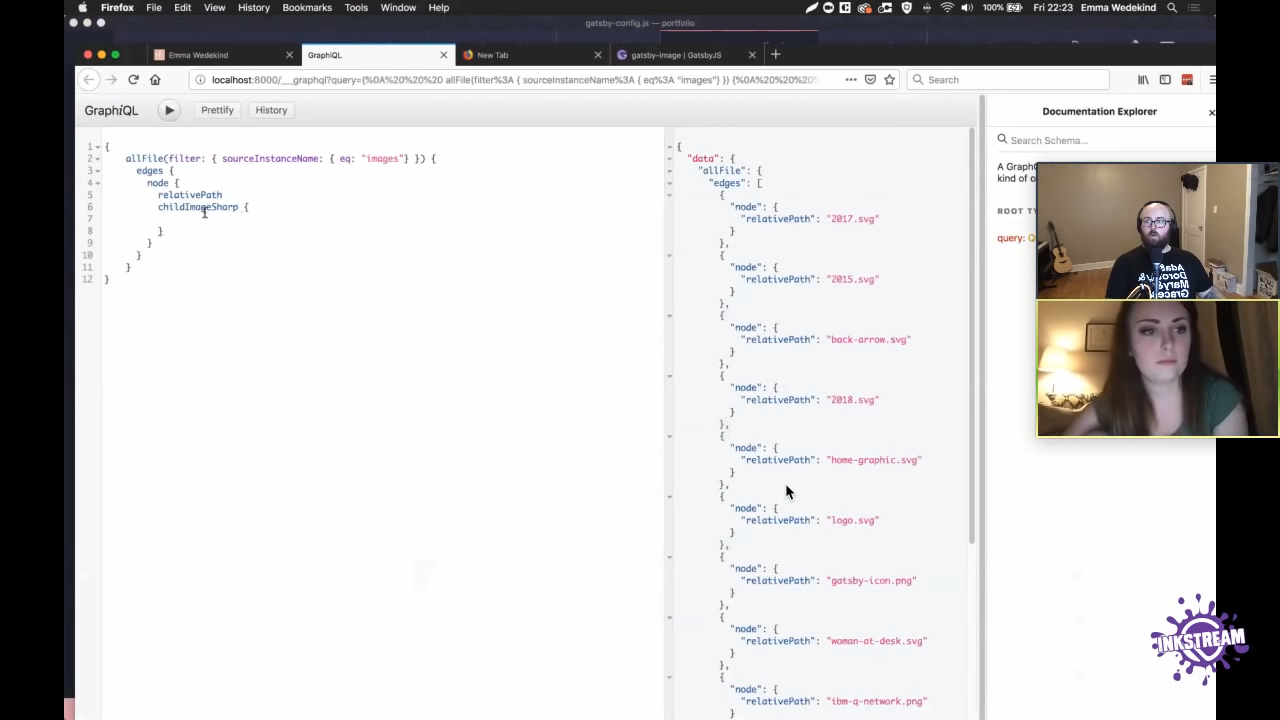 Firefox File Edit View History Bookmarks Tools Window Help 100% Fri 22:23 Emma Wedekind
gatsby-config.js — portfolio
Emma Wedekind GraphiQL New Tab gatsby-image | GatsbyJS
localhost:8000/___graphql?query={%0A%20%20%20 allFile(filter%3A { sourceInstanceName%3A { eq%3A "images"} }) {%0A%20%20%20% Search
GraphiQL Prettify History Documentation Explorer
Search Schema...
A GraphQ
kind of o
ROOT TY
query: Q
1 {
2 allFile(filter: { sourceInstanceName: { eq: "images"} }) {
3 edges {
4 node {
5 relativePath
6 childImageSharp {
7
8 }
9 }
10 }
11 }
12 }
{
"data": {
"allFile": {
"edges": [
{
"node": {
"relativePath": "2017.svg"
}
},
{
"node": {
"relativePath": "2015.svg"
}
},
{
"node": {
"relativePath": "back-arrow.svg"
}
},
{
"node": {
"relativePath": "2018.svg"
}
},
{
"node": {
"relativePath": "home-graphic.svg"
}
},
{
"node": {
"relativePath": "logo.svg"
}
},
{
"node": {
"relativePath": "gatsby-icon.png"
}
},
{
"node": {
"relativePath": "woman-at-desk.svg"
}
},
{
"node": {
"relativePath": "ibm-q-network.png"
}
INKSTREAM